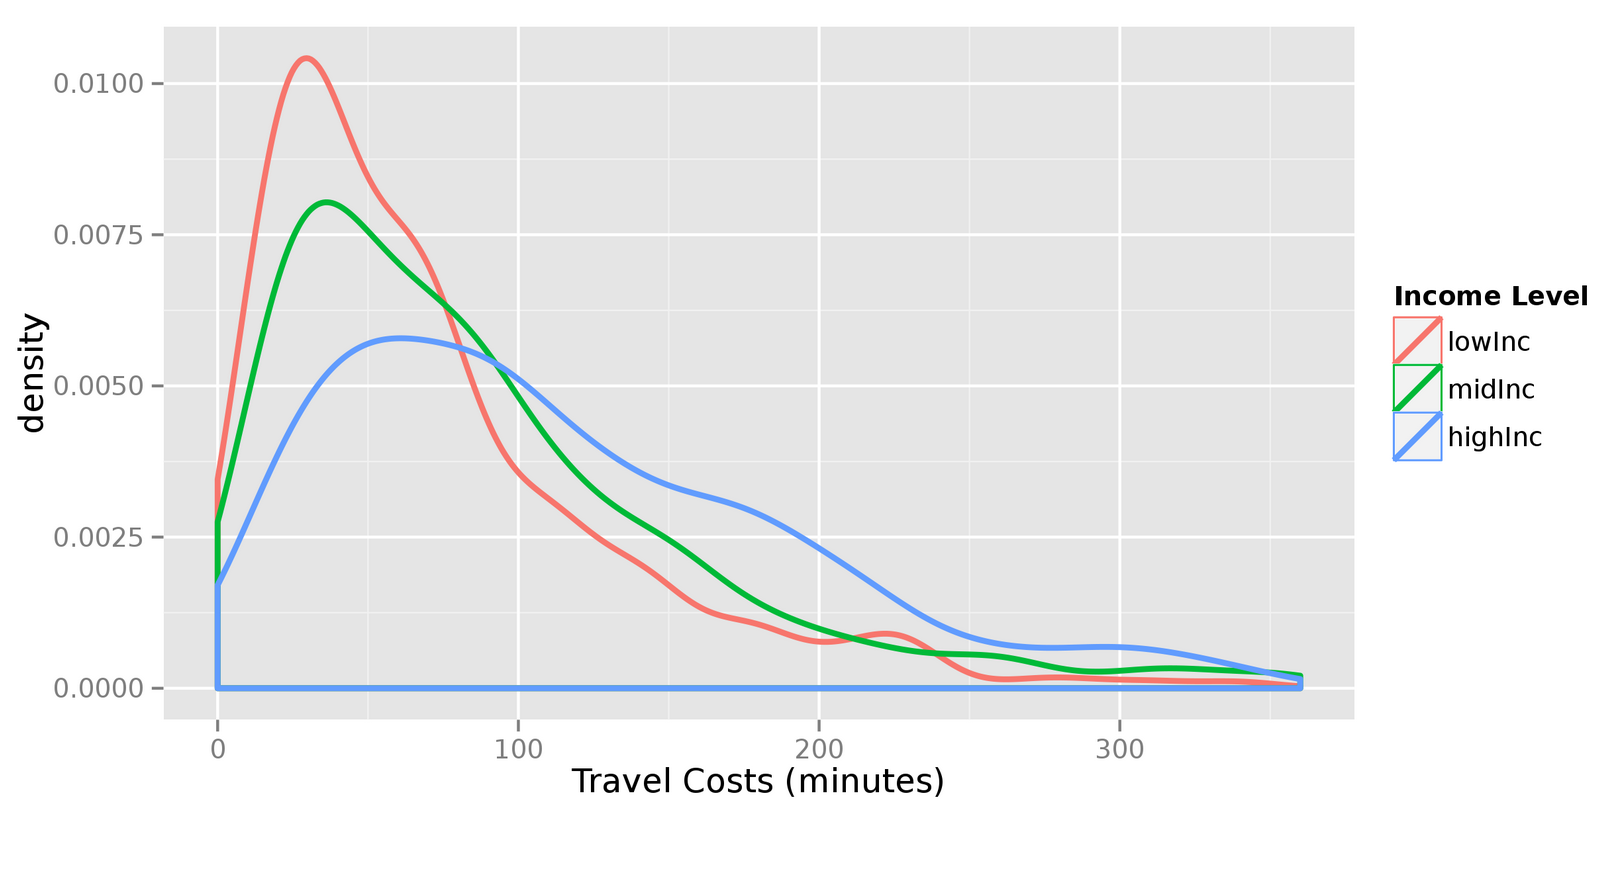 0.0100
0.0075
0.0050
0.0025
0.0000
density
0 100 200 300
Travel Costs (minutes)
Income Level
lowInc
midInc
highInc